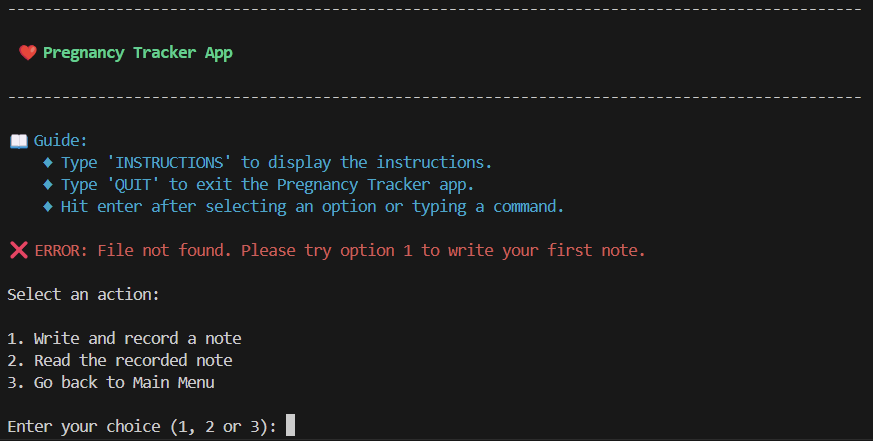 Pregnancy Tracker App
Guide:
♦ Type 'INSTRUCTIONS' to display the instructions.
♦ Type 'QUIT' to exit the Pregnancy Tracker app.
♦ Hit enter after selecting an option or typing a command.
ERROR: File not found. Please try option 1 to write your first note.
Select an action:
1. Write and record a note
2. Read the recorded note
3. Go back to Main Menu
Enter your choice (1, 2 or 3):